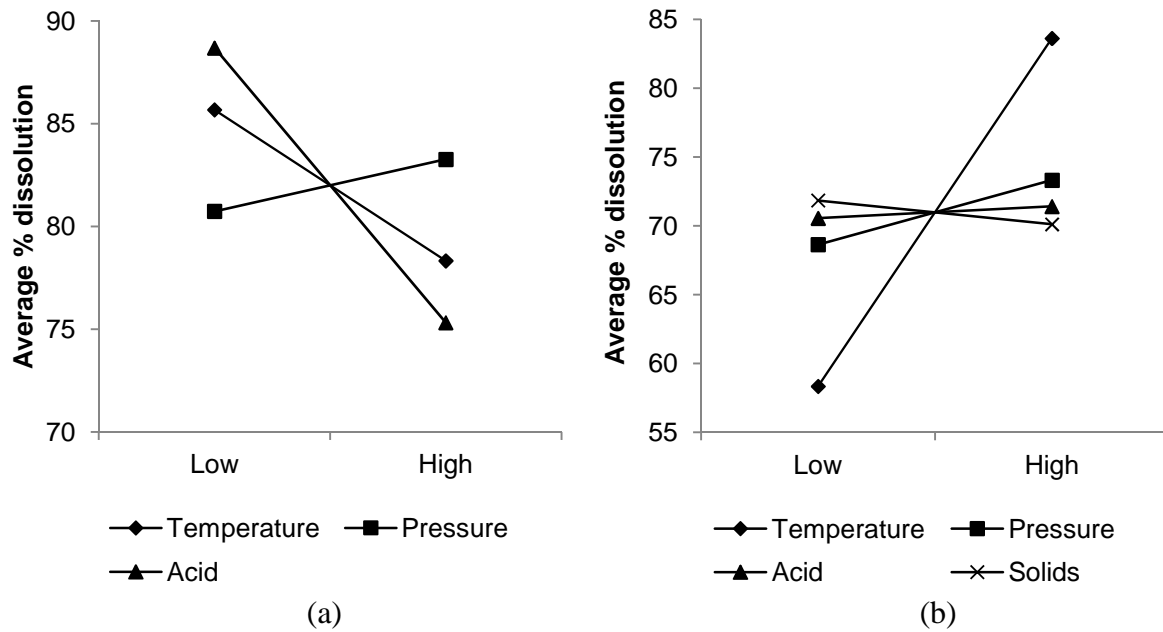 90
85
80
75
70
Average % dissolution
Low High
Temperature Pressure
Acid
(a)
85
80
75
70
65
60
55
Average % dissolution
Low High
Temperature Pressure
Acid Solids
(b)